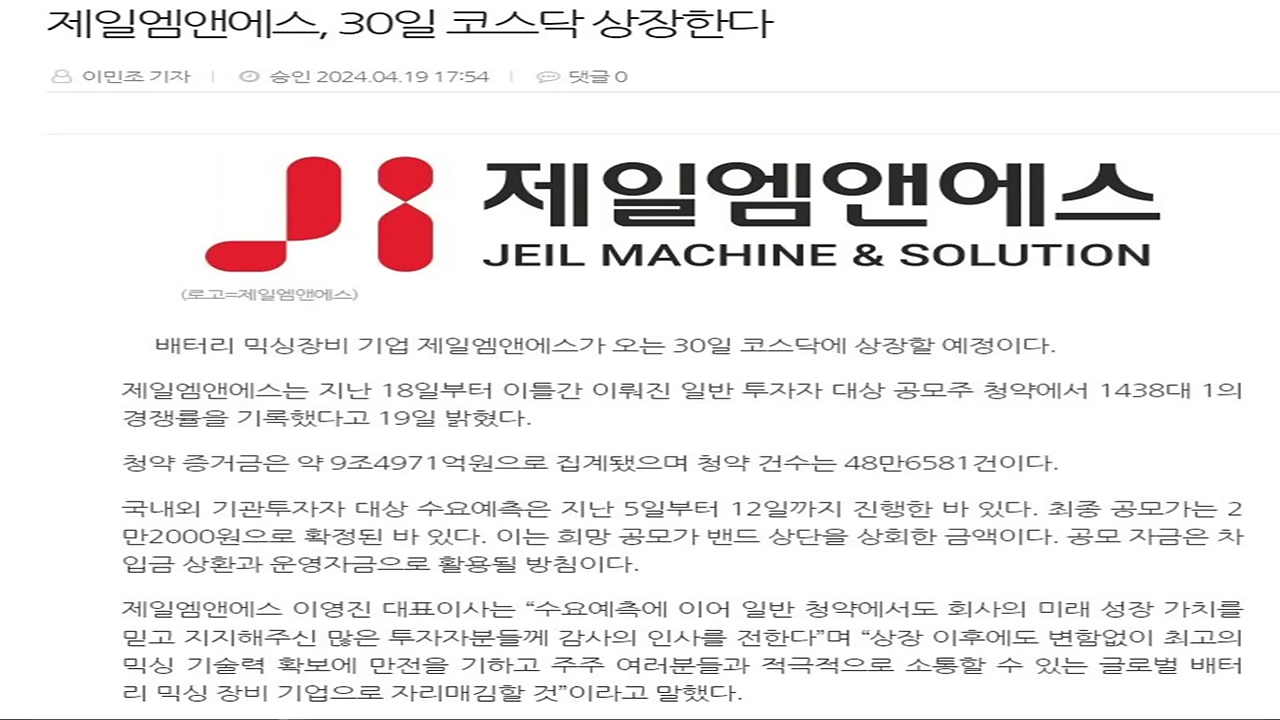 제일엠앤에스, 30일 코스닥 상장한다
이민조 기자 | 승인 2024.04.19 17:54 | 댓글 0
제일엠앤에스
JEIL MACHINE & SOLUTION
(로고=제일엠앤에스)
배터리 믹싱장비 기업 제일엠앤에스가 오는 30일 코스닥에 상장할 예정이다.
제일엠앤에스는 지난 18일부터 이틀간 이뤄진 일반 투자자 대상 공모주 청약에서 1438대 1의
경쟁률을 기록했다고 19일 밝혔다.
청약 증거금은 약 9조4971억원으로 집계됐으며 청약 건수는 48만6581건이다.
국내외 기관투자자 대상 수요예측은 지난 5일부터 12일까지 진행한 바 있다. 최종 공모가는 2
만2000원으로 확정된 바 있다. 이는 희망 공모가 밴드 상단을 상회한 금액이다. 공모 자금은 차
입금 상환과 운영자금으로 활용될 방침이다.
제일엠앤에스 이영진 대표이사는 “수요예측에 이어 일반 청약에서도 회사의 미래 성장 가치를
믿고 지지해주신 많은 투자자분들께 감사의 인사를 전한다”며 “상장 이후에도 변함없이 최고의
믹싱 기술력 확보에 만전을 기하고 주주 여러분들과 적극적으로 소통할 수 있는 글로벌 배터
리 믹싱 장비 기업으로 자리매김할 것”이라고 말했다.